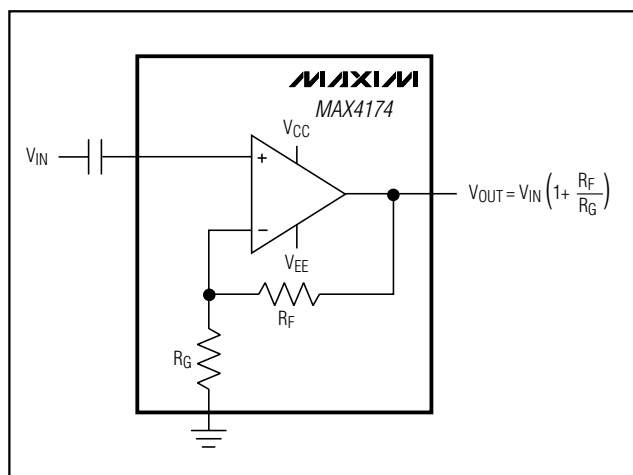 MAXIM
MAX4174
VCC
VIN
+
VOUT = VIN (1+ RF/RG)
−
VEE
RF
RG